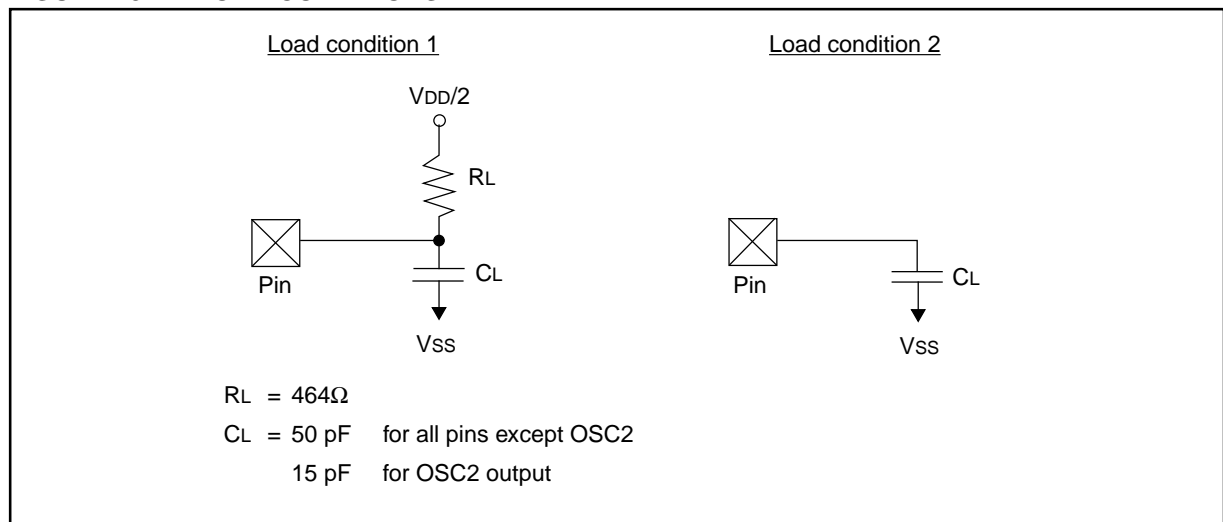 Load condition 1
Load condition 2
VDD/2
RL
Pin
CL
VSS
Pin
CL
VSS
RL = 464Ω
CL = 50 pF for all pins except OSC2
15 pF for OSC2 output